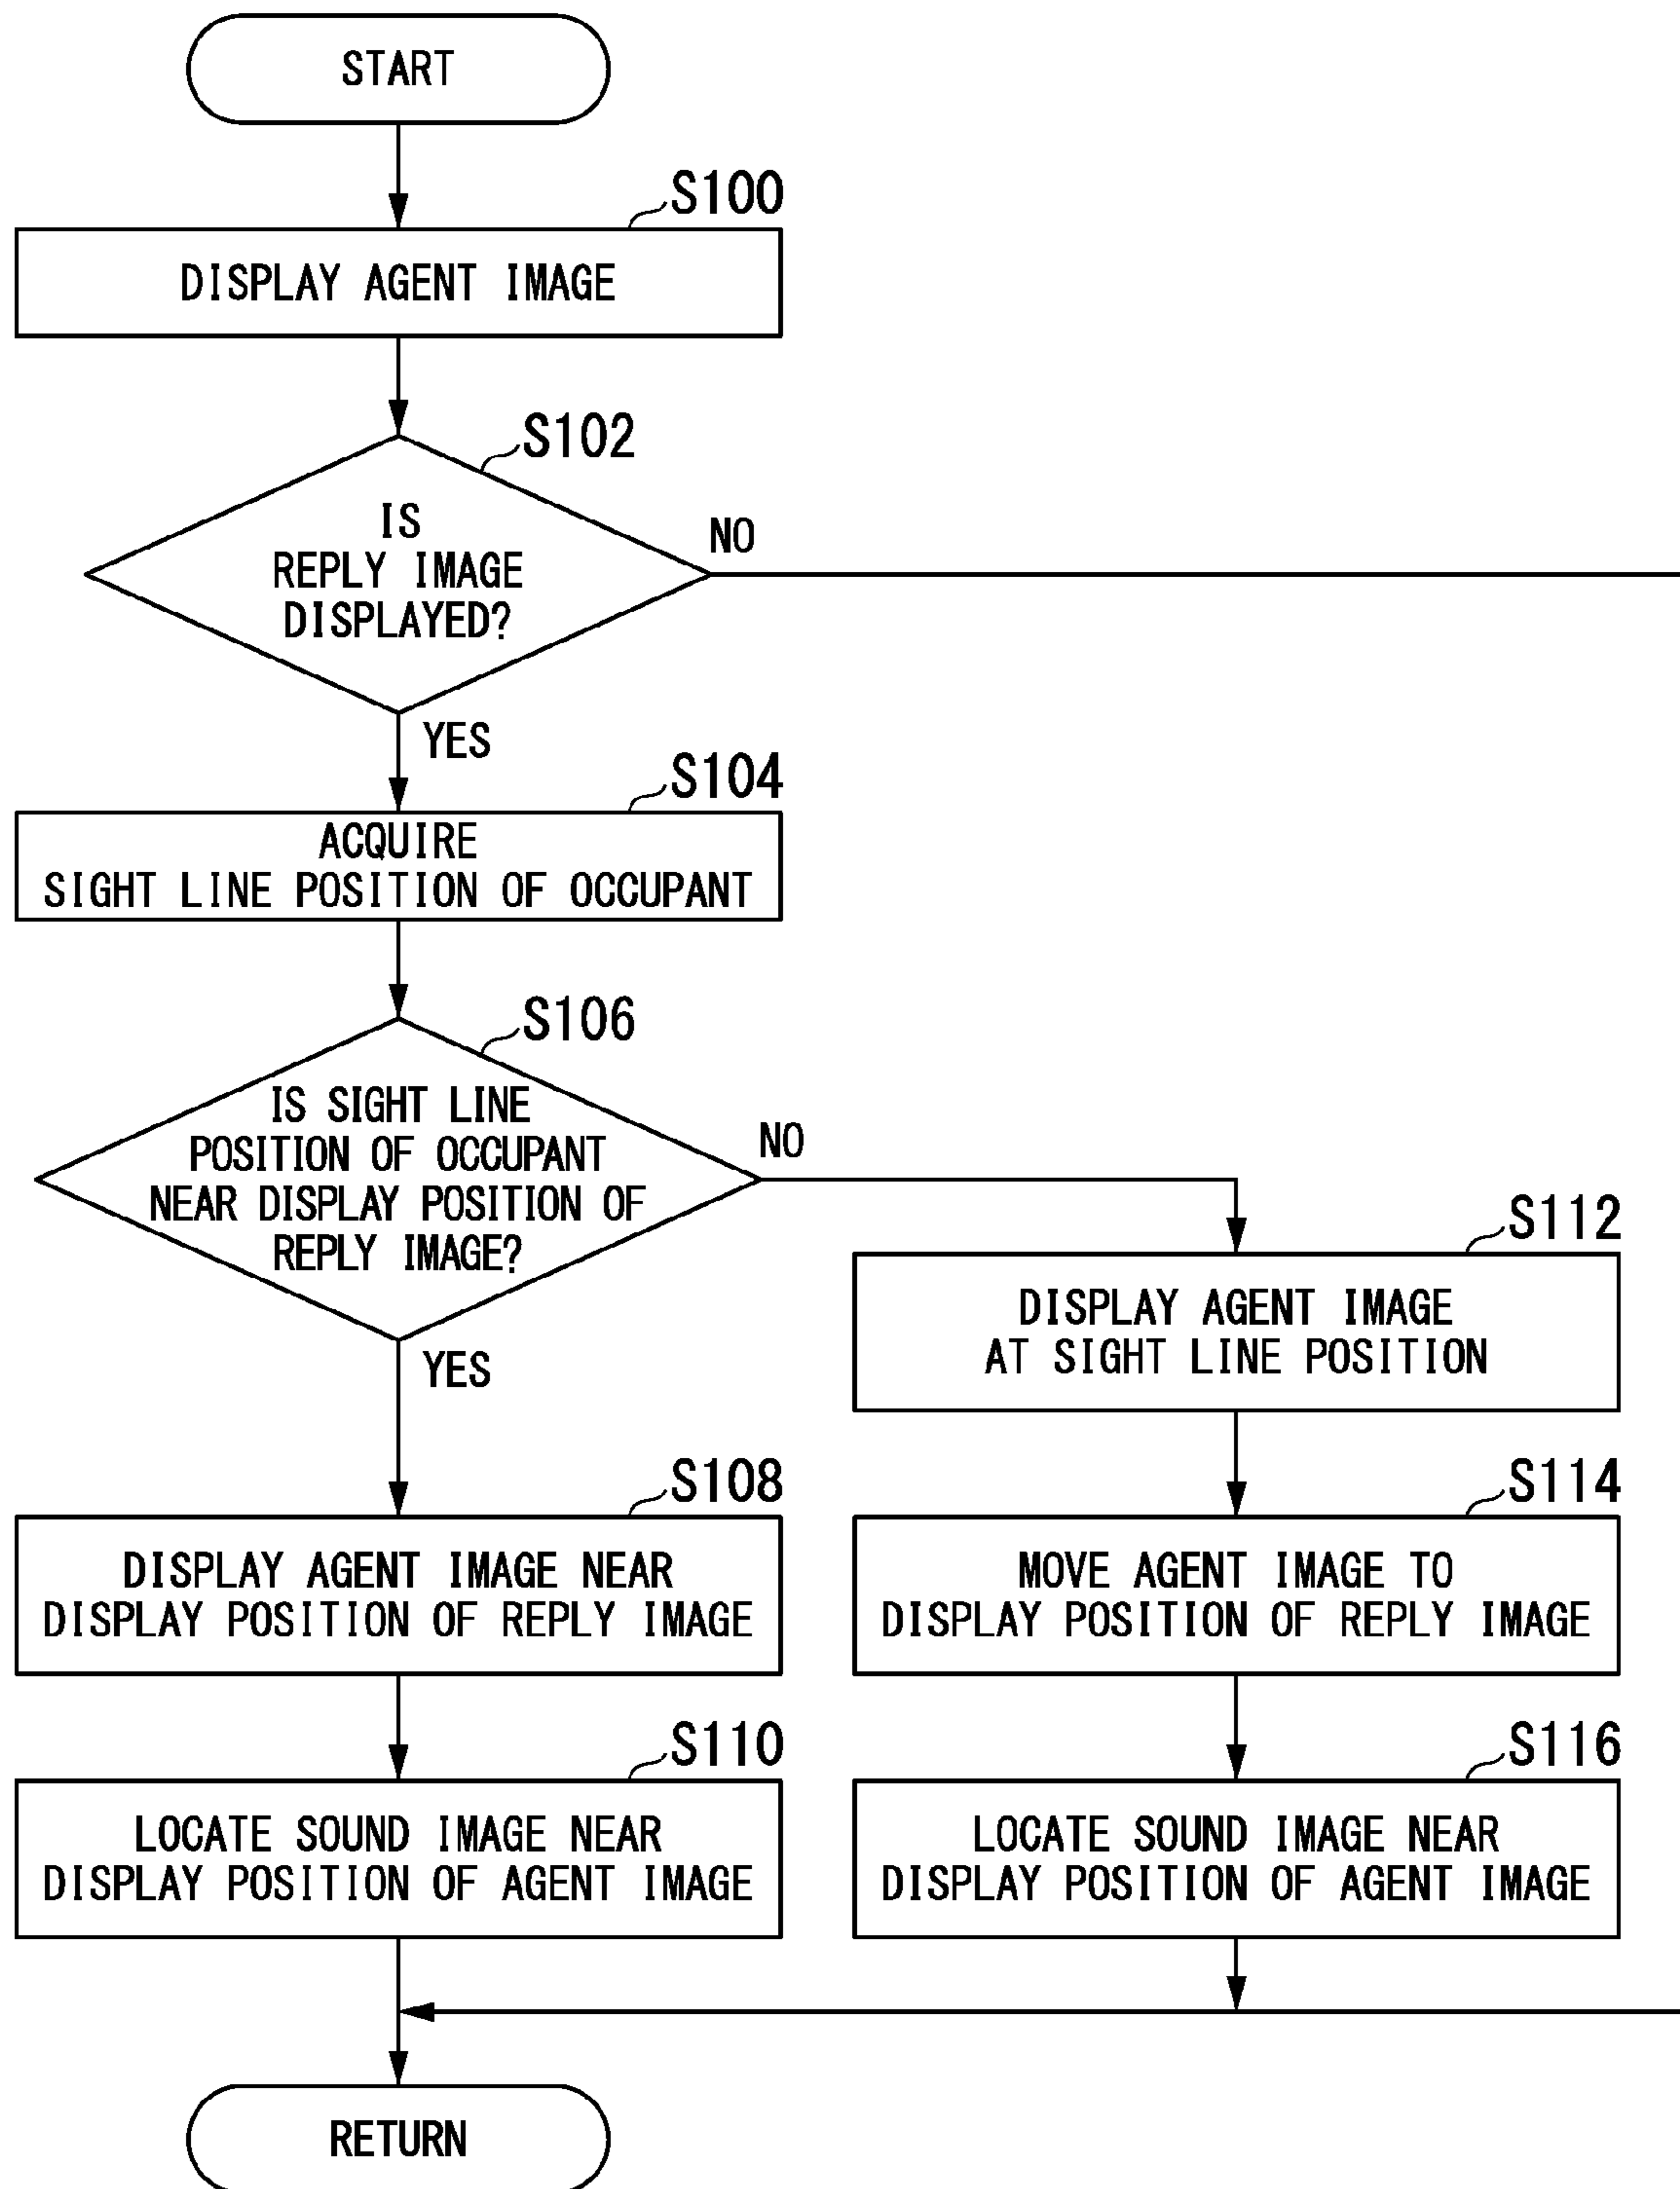 START
S100
DISPLAY AGENT IMAGE
S102
IS
REPLY IMAGE
DISPLAYED?
NO
YES
S104
ACQUIRE
SIGHT LINE POSITION OF OCCUPANT
S106
IS SIGHT LINE
POSITION OF OCCUPANT
NEAR DISPLAY POSITION OF
REPLY IMAGE?
NO
YES
S112
DISPLAY AGENT IMAGE
AT SIGHT LINE POSITION
S108
DISPLAY AGENT IMAGE NEAR
DISPLAY POSITION OF REPLY IMAGE
S114
MOVE AGENT IMAGE TO
DISPLAY POSITION OF REPLY IMAGE
S110
LOCATE SOUND IMAGE NEAR
DISPLAY POSITION OF AGENT IMAGE
S116
LOCATE SOUND IMAGE NEAR
DISPLAY POSITION OF AGENT IMAGE
RETURN